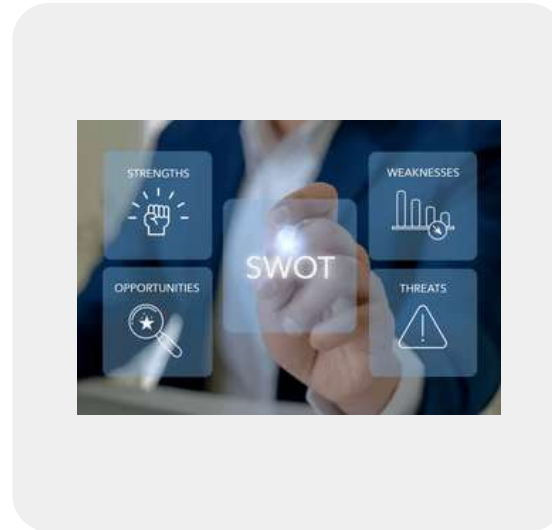 STRENGTHS
WEAKNESSES
SWOT
OPPORTUNITIES
THREATS